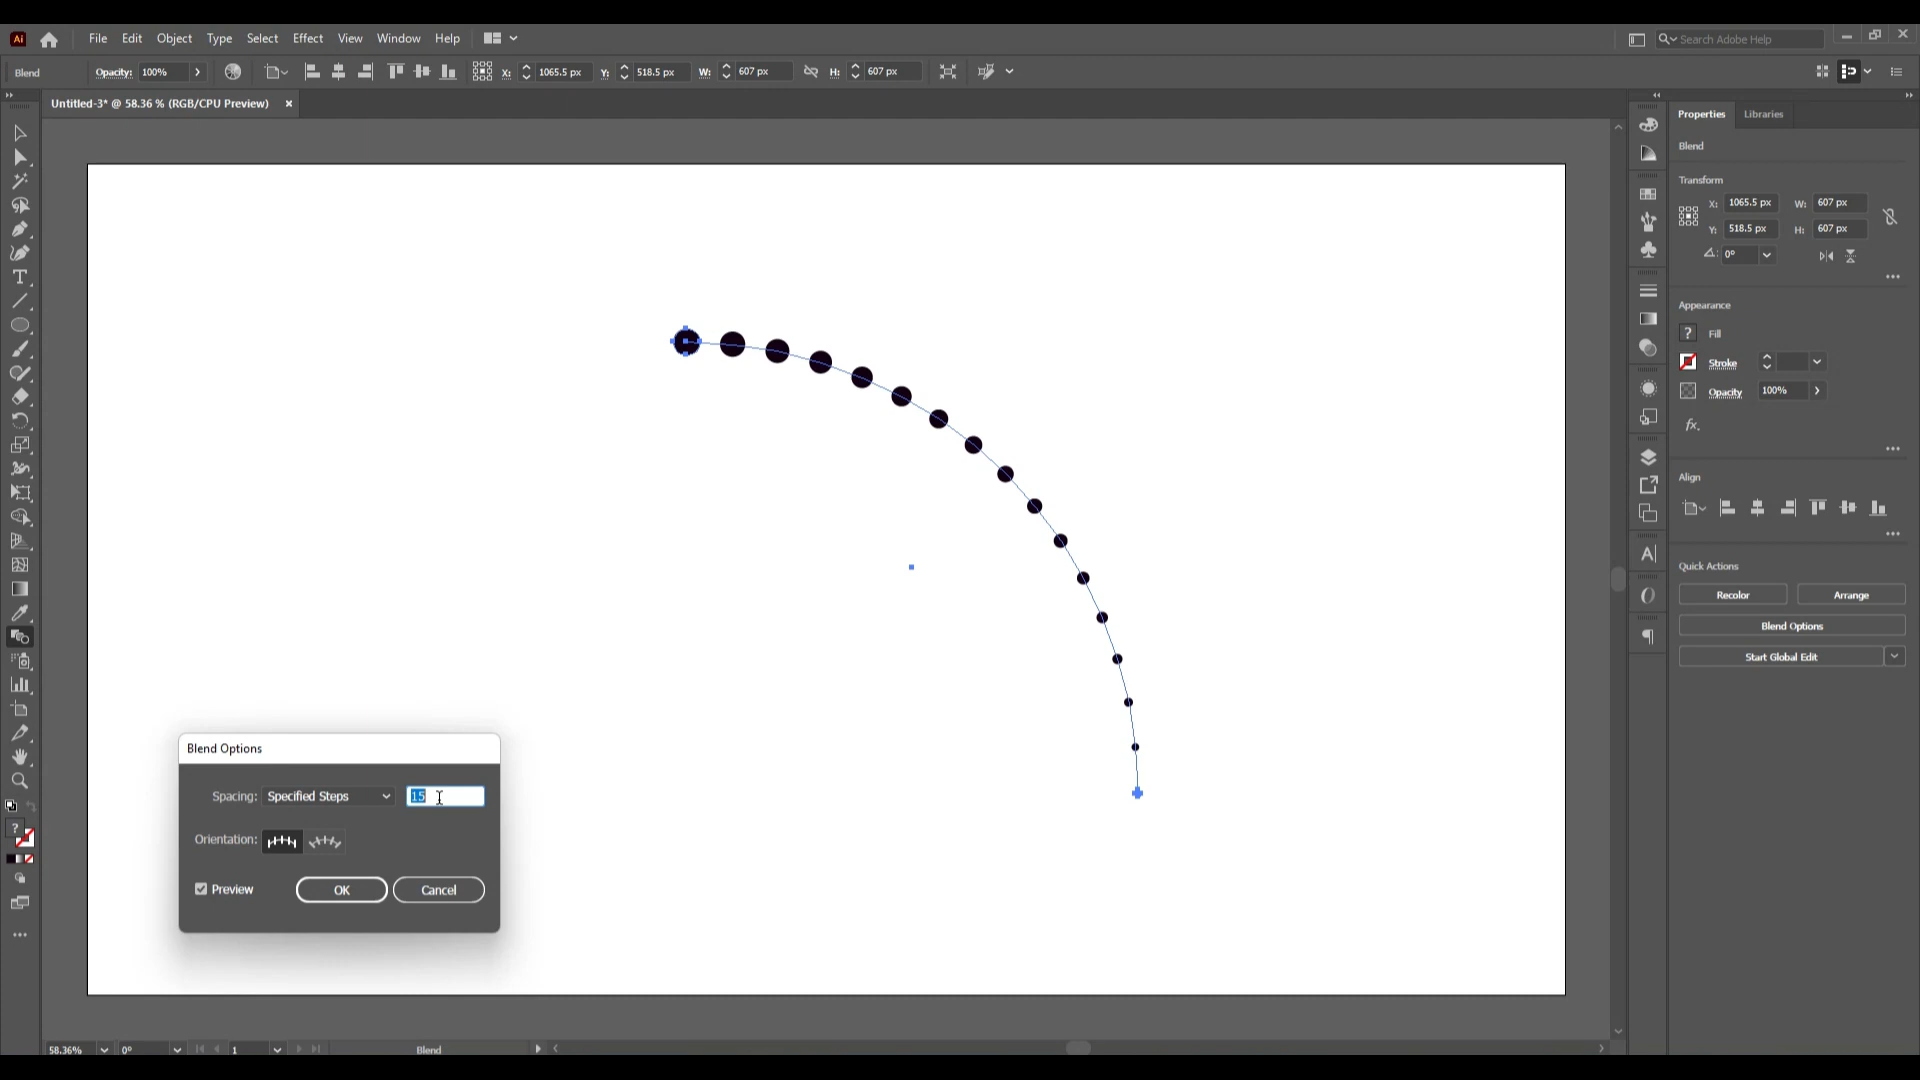 Ai File Edit Object Type Select Effect View Window Help Search Adobe Help
Blend Opacity: 100% X: 1065.5 px Y: 518.5 px W: 607 px H: 607 px
Untitled-3* @ 58.36 % (RGB/CPU Preview) ×
Properties Libraries
Blend
Transform
X: 1065.5 px W: 607 px
Y: 518.5 px H: 607 px
0°
Appearance
? Fill
Stroke
Opacity 100%
fx.
Align
Quick Actions
Recolor Arrange
Blend Options
Start Global Edit
Blend Options
Spacing: Specified Steps 15
Orientation:
Preview OK Cancel
58.36% 0° 1 Blend